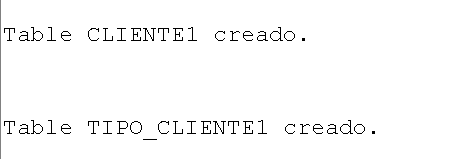 Table CLIENTE1 creado.
Table TIPO_CLIENTE1 creado.